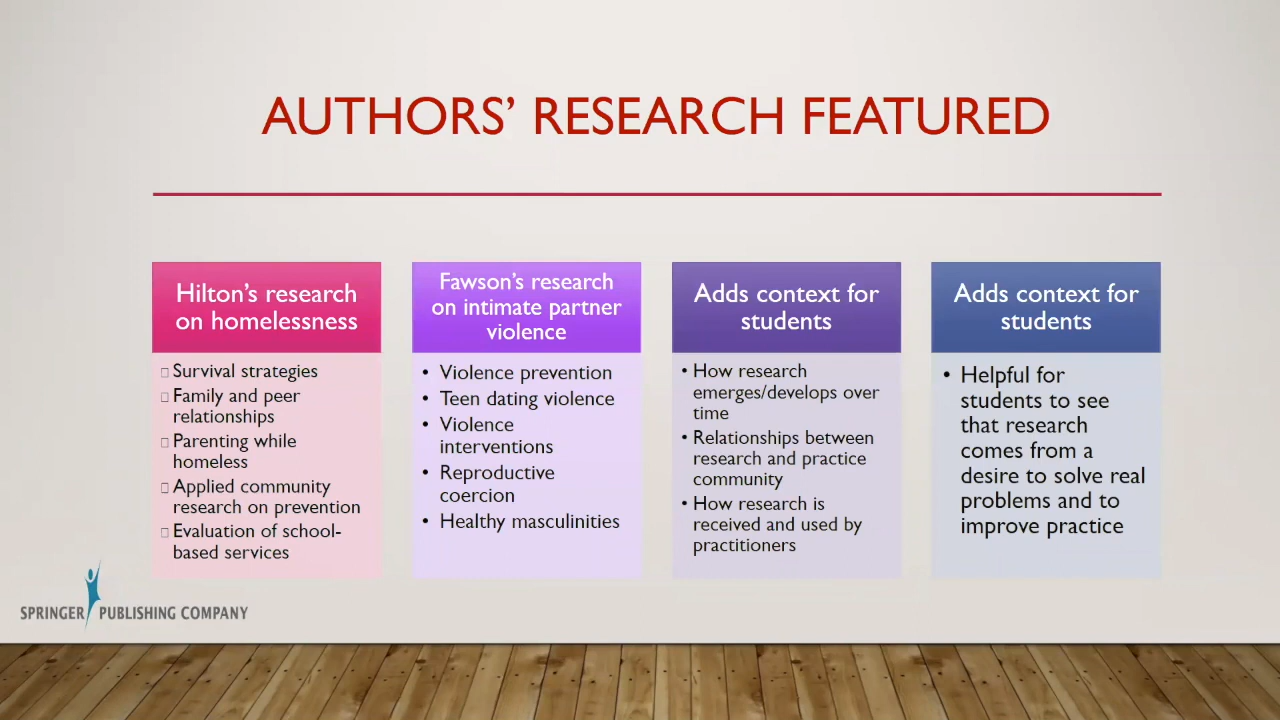 AUTHORS’ RESEARCH FEATURED
Hilton’s research
on homelessness
□ Survival strategies
□ Family and peer
relationships
□ Parenting while
homeless
□ Applied community
research on prevention
□ Evaluation of school-
based services
Fawson’s research
on intimate partner
violence
• Violence prevention
• Teen dating violence
• Violence
interventions
• Reproductive
coercion
• Healthy masculinities
Adds context for
students
• How research
emerges/develops over
time
• Relationships between
research and practice
community
• How research is
received and used by
practitioners
Adds context for
students
• Helpful for
students to see
that research
comes from a
desire to solve real
problems and to
improve practice
SPRINGER PUBLISHING COMPANY